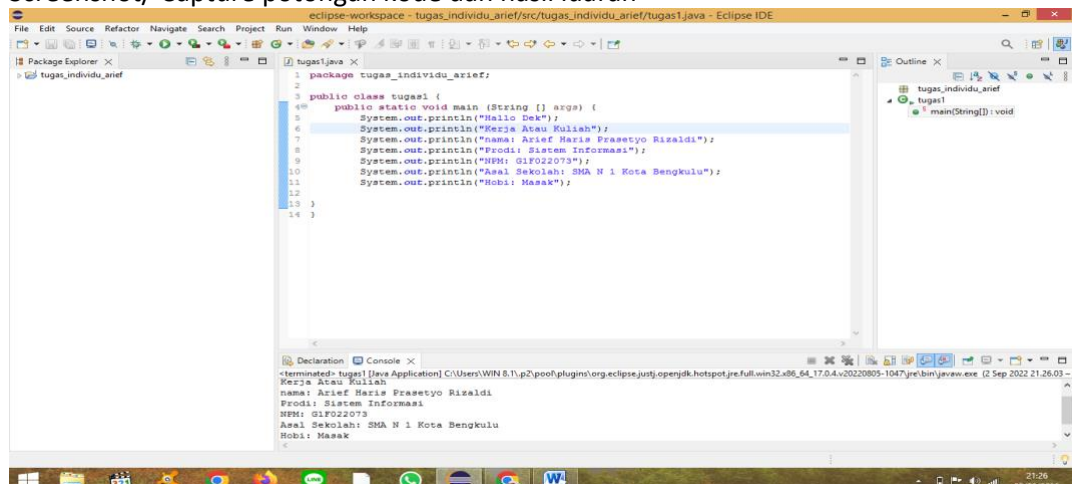 eclipse-workspace - tugas_individu_arief/src/tugas_individu_arief/tugas1.java - Eclipse IDE
File Edit Source Refactor Navigate Search Project Run Window Help
Package Explorer
tugas_individu_arief
tugas1.java
1 package tugas_individu_arief;
2
3 public class tugas1 {
4 public static void main (String [] args) {
5 System.out.println("Hallo Dek");
6 System.out.println("Kerja Atau Kuliah");
7 System.out.println("nama: Arief Haris Prasetyo Rizaldi");
8 System.out.println("Prodi: Sistem Informasi");
9 System.out.println("NPM: G1F022073");
10 System.out.println("Asal Sekolah: SMA N 1 Kota Bengkulu");
11 System.out.println("Hobi: Masak");
12
13 }
14 }
Outline
tugas_individu_arief
tugas1
main(String[]) : void
Declaration Console
<terminated> tugas1 [Java Application] C:\Users\WIN 8.1\.p2\pool\plugins\org.eclipse.justj.openjdk.hotspot.jre.full.win32.x86_64_17.0.4.v20220805-1047\jre\bin\javaw.exe (2 Sep 2022 21.26.03 –
Kerja Atau Kuliah
nama: Arief Haris Prasetyo Rizaldi
Prodi: Sistem Informasi
NPM: G1F022073
Asal Sekolah: SMA N 1 Kota Bengkulu
Hobi: Masak
21:26